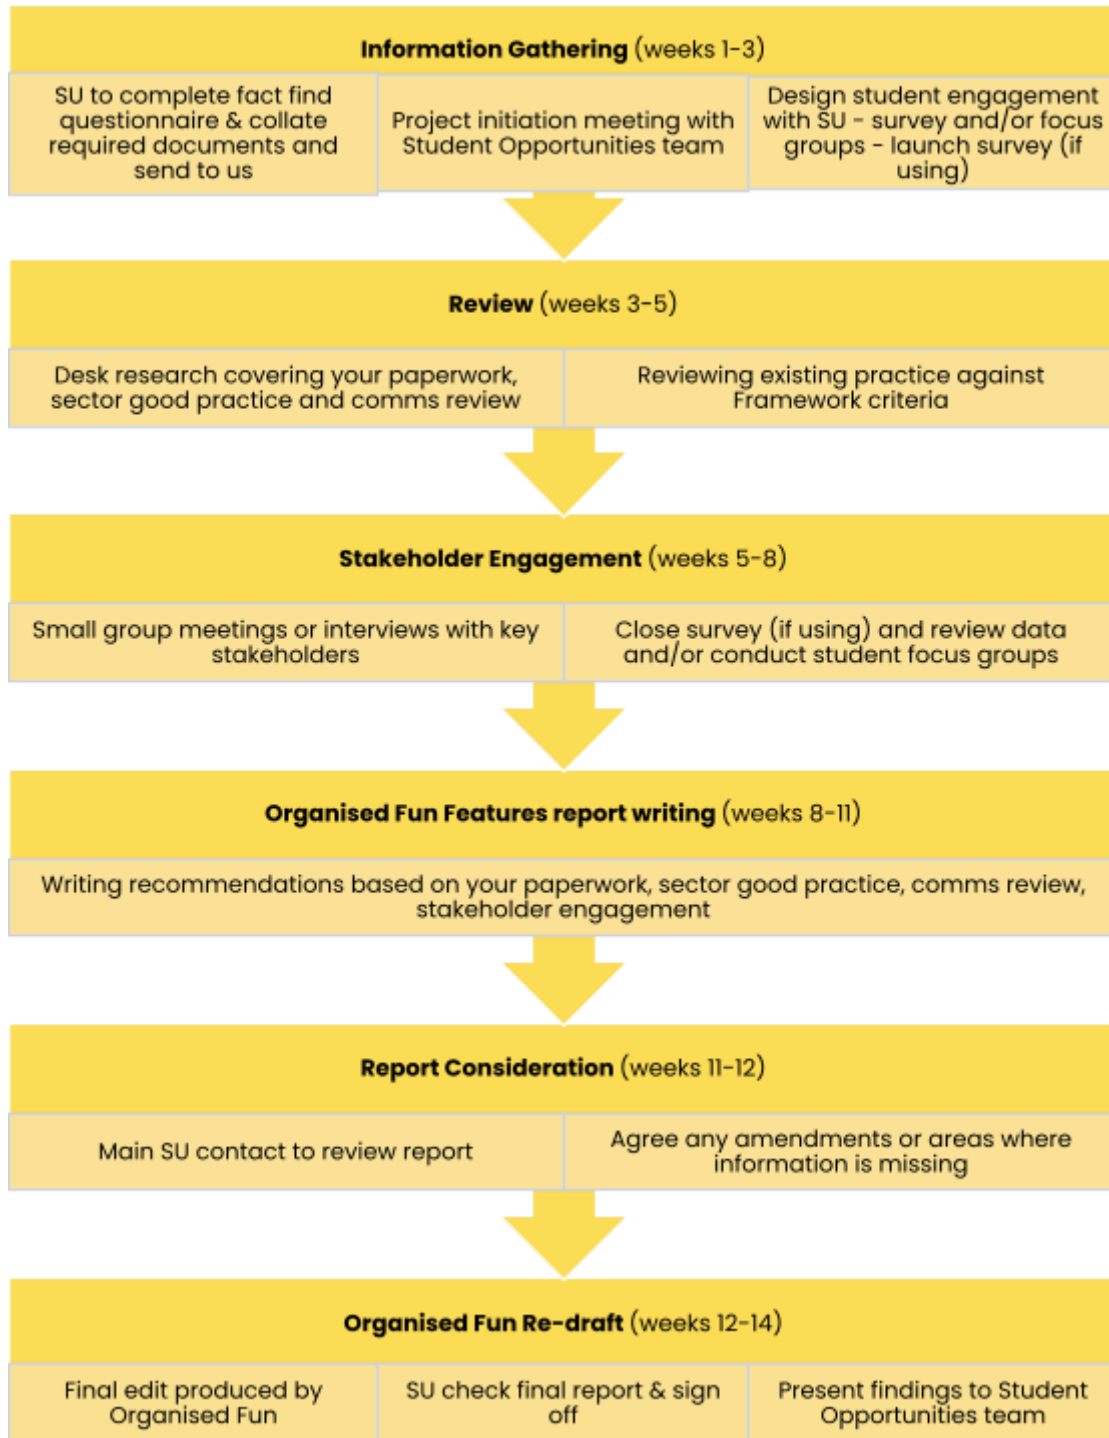 Information Gathering (weeks 1-3)
SU to complete fact find
questionnaire & collate
required documents and
send to us
Project initiation meeting with
Student Opportunities team
Design student engagement
with SU - survey and/or focus
groups - launch survey (if
using)
Review (weeks 3-5)
Desk research covering your paperwork,
sector good practice and comms review
Reviewing existing practice against
Framework criteria
Stakeholder Engagement (weeks 5-8)
Small group meetings or interviews with key
stakeholders
Close survey (if using) and review data
and/or conduct student focus groups
Organised Fun Features report writing (weeks 8-11)
Writing recommendations based on your paperwork, sector good practice, comms review,
stakeholder engagement
Report Consideration (weeks 11-12)
Main SU contact to review report
Agree any amendments or areas where
information is missing
Organised Fun Re-draft (weeks 12-14)
Final edit produced by
Organised Fun
SU check final report & sign
off
Present findings to Student
Opportunities team